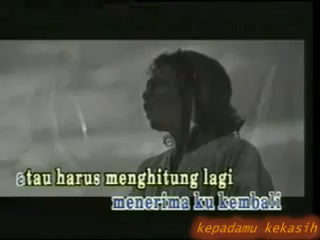 atau harus menghitung lagi
menerima ku kembali
kepadamu kekasih